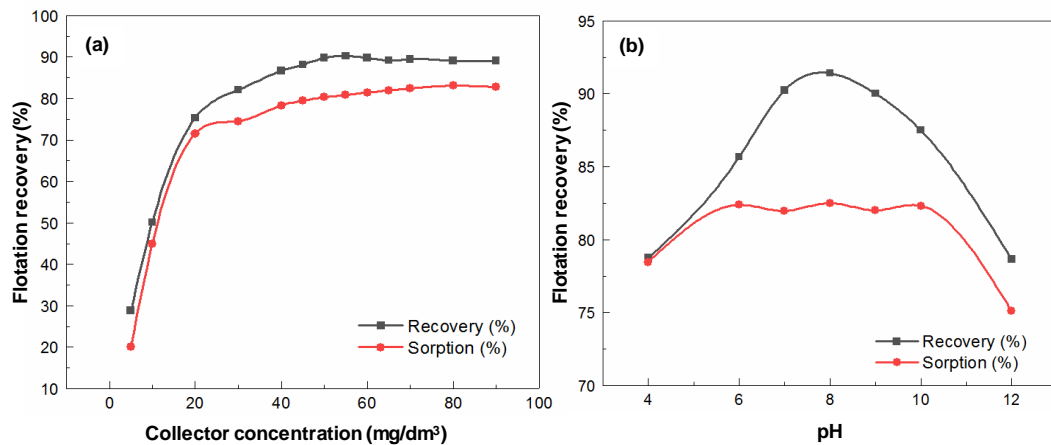 (a)
Flotation recovery (%)
100
90
80
70
60
50
40
30
20
10
Recovery (%)
Sorption (%)
0 20 40 60 80 100
Collector concentration (mg/dm³)
(b)
Flotation recovery (%)
95
90
85
80
75
70
Recovery (%)
Sorption (%)
4 6 8 10 12
pH